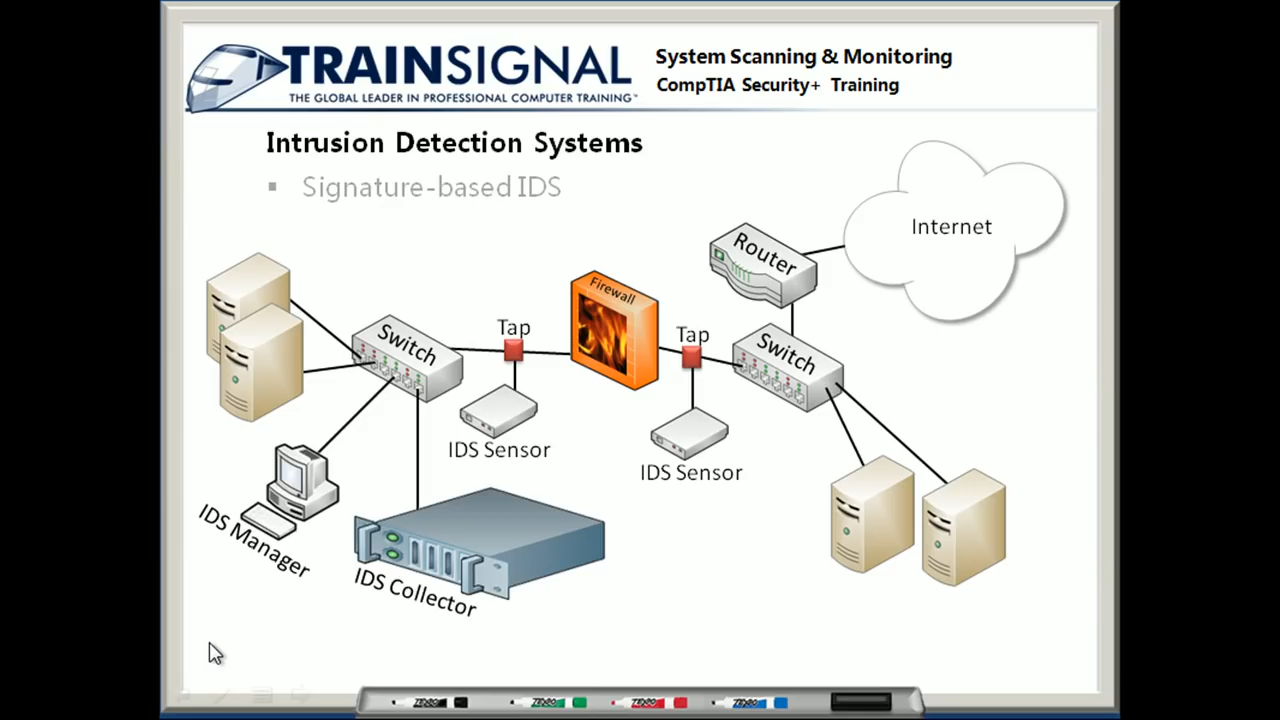 TRAINSIGNAL
THE GLOBAL LEADER IN PROFESSIONAL COMPUTER TRAINING™
System Scanning & Monitoring
CompTIA Security+ Training
Intrusion Detection Systems
▪ Signature-based IDS
Internet
Router
Firewall
Switch
Tap
Tap
Switch
IDS Sensor
IDS Sensor
IDS Manager
IDS Collector